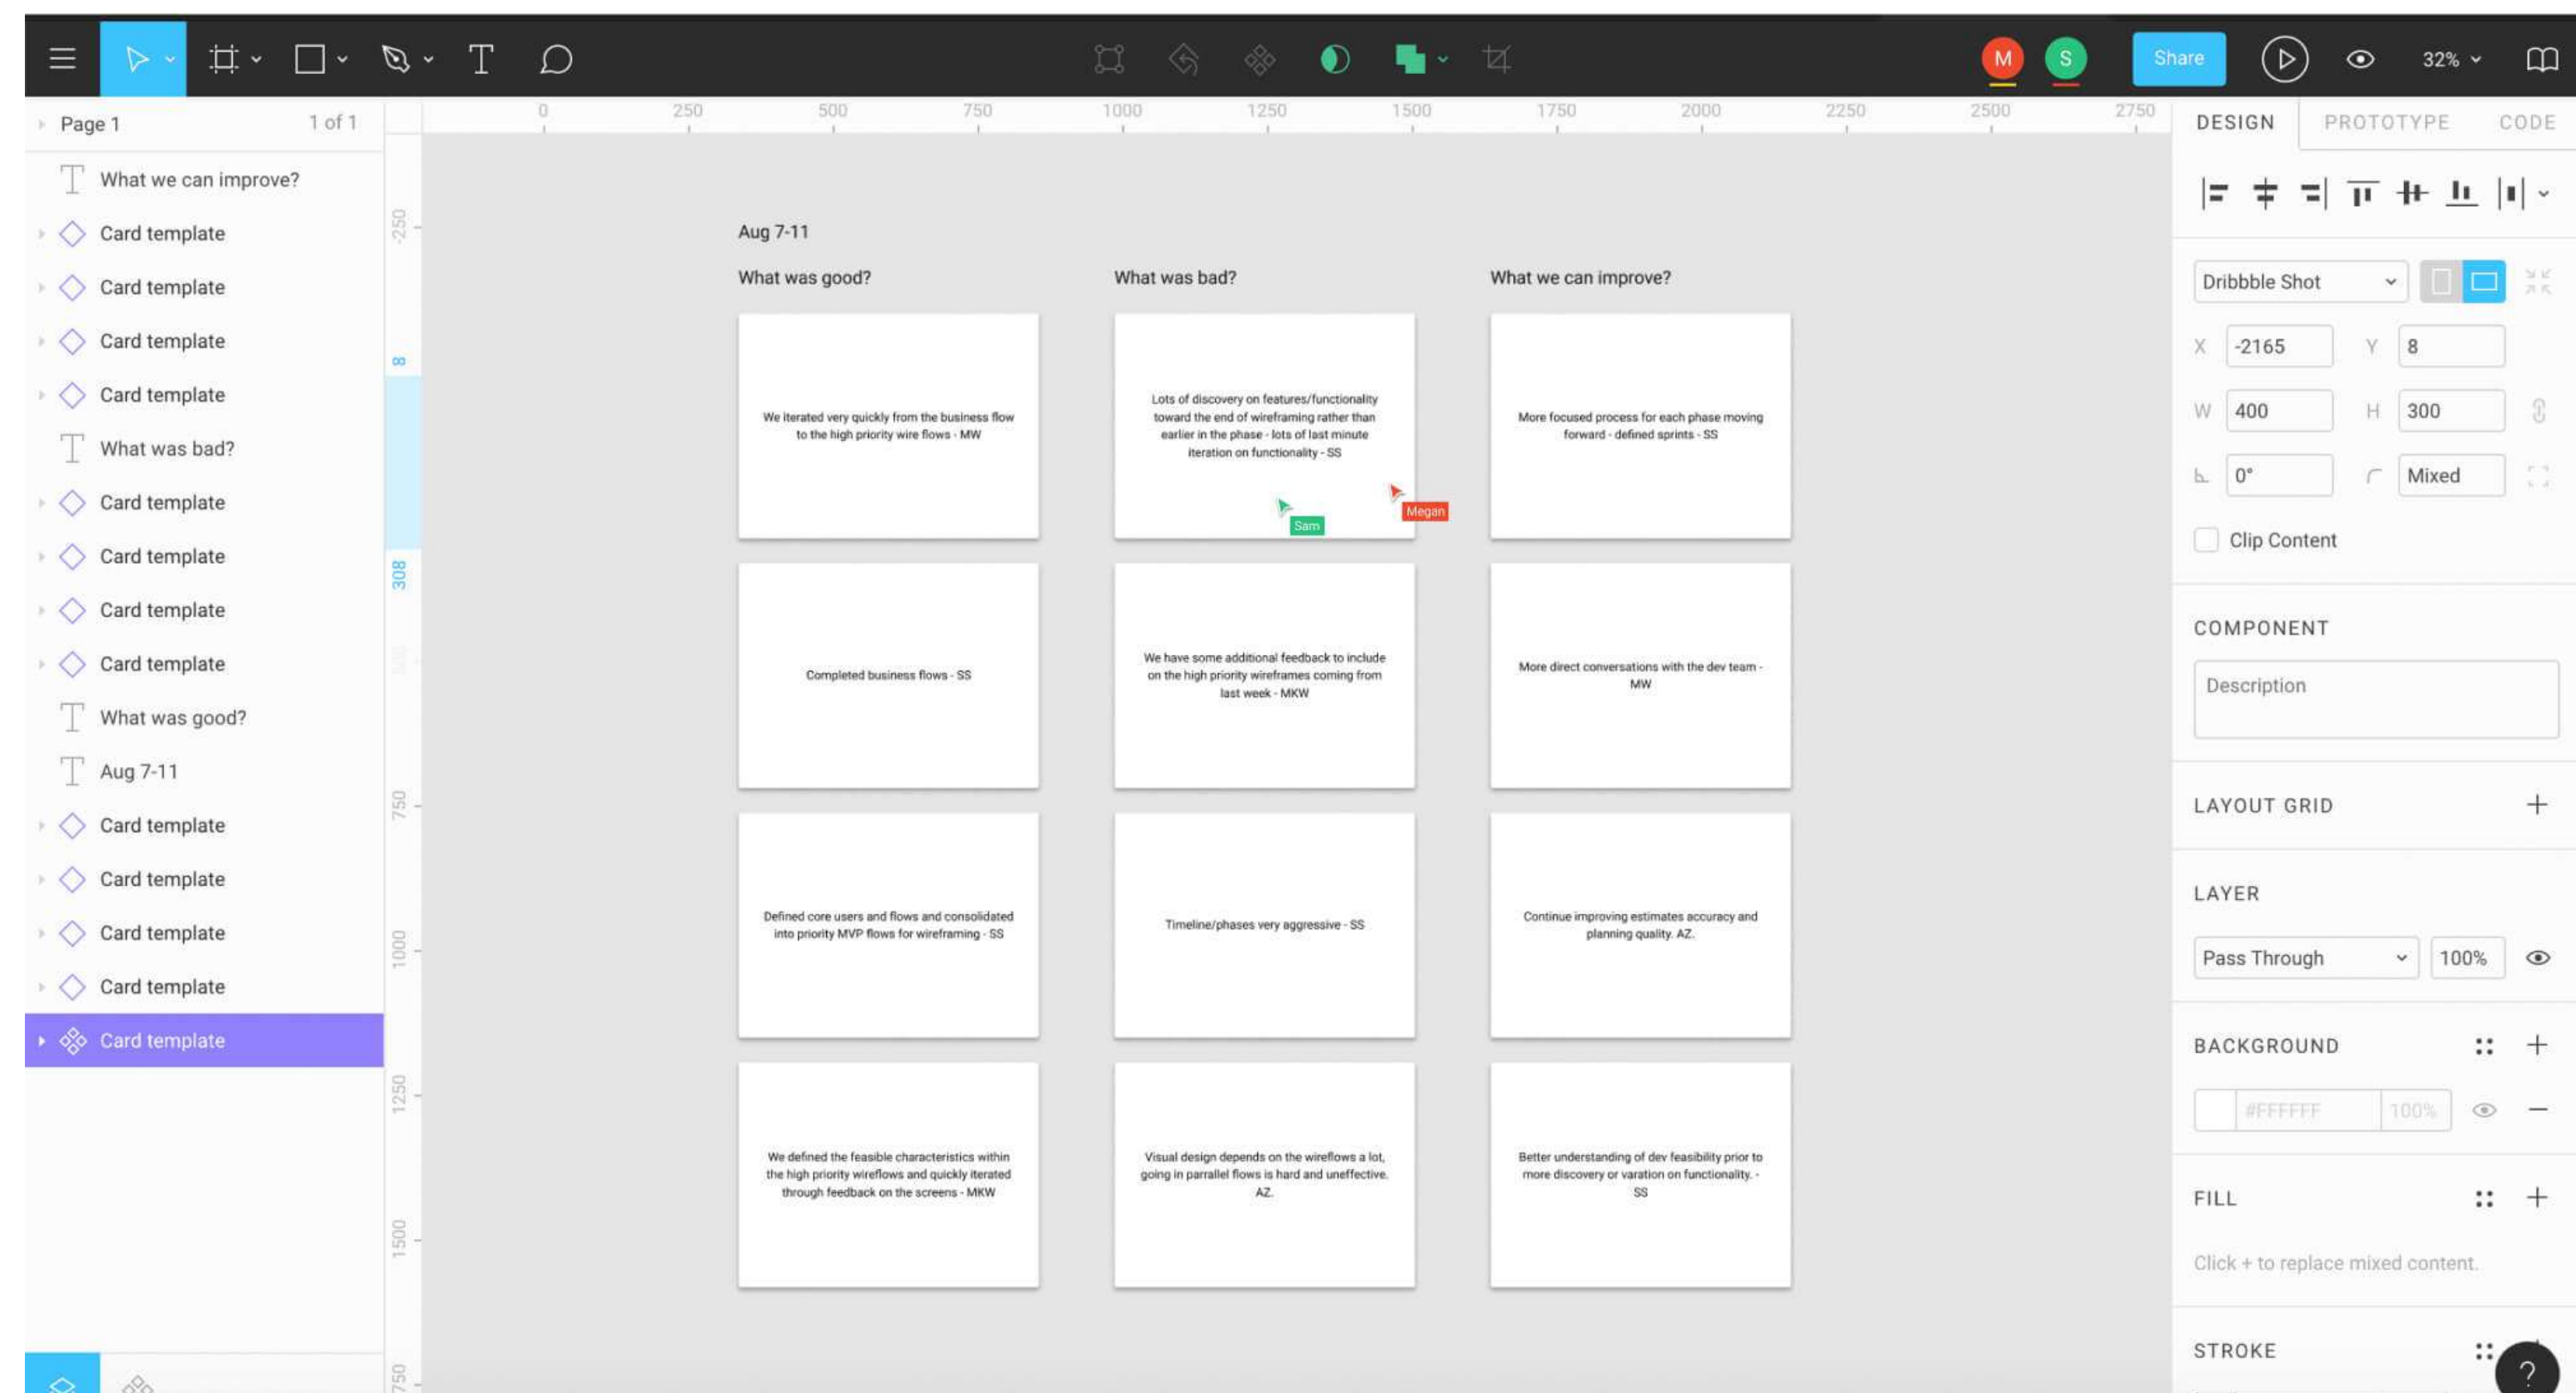 M
S
Share
32%
Page 1
1 of 1
What we can improve?
Card template
Card template
Card template
Card template
What was bad?
Card template
Card template
Card template
Card template
What was good?
Aug 7-11
Card template
Card template
Card template
Card template
Card template
0
250
500
750
1000
1250
1500
1750
2000
2250
2500
2750
-250
8
308
750
1000
1250
1500
750
Aug 7-11
What was good?
What was bad?
What we can improve?
We iterated very quickly from the business flow
to the high priority wire flows - MW
Lots of discovery on features/functionality
toward the end of wireframing rather than
earlier in the phase - lots of last minute
iteration on functionality - SS
Sam
Megan
More focused process for each phase moving
forward - defined sprints - SS
Completed business flows - SS
We have some additional feedback to include
on the high priority wireframes coming from
last week - MKW
More direct conversations with the dev team -
MW
Defined core users and flows and consolidated
into priority MVP flows for wireframing - SS
Timeline/phases very aggressive - SS
Continue improving estimates accuracy and
planning quality. AZ.
We defined the feasible characteristics within
the high priority wireflows and quickly iterated
through feedback on the screens - MKW
Visual design depends on the wireflows a lot,
going in parrallel flows is hard and uneffective.
AZ.
Better understanding of dev feasibility prior to
more discovery or varation on functionality. -
SS
DESIGN
PROTOTYPE
CODE
Dribbble Shot
X -2165 Y 8
W 400 H 300
0° Mixed
Clip Content
COMPONENT
Description
LAYOUT GRID
LAYER
Pass Through 100%
BACKGROUND
#FFFFFF 100%
FILL
Click + to replace mixed content.
STROKE
?